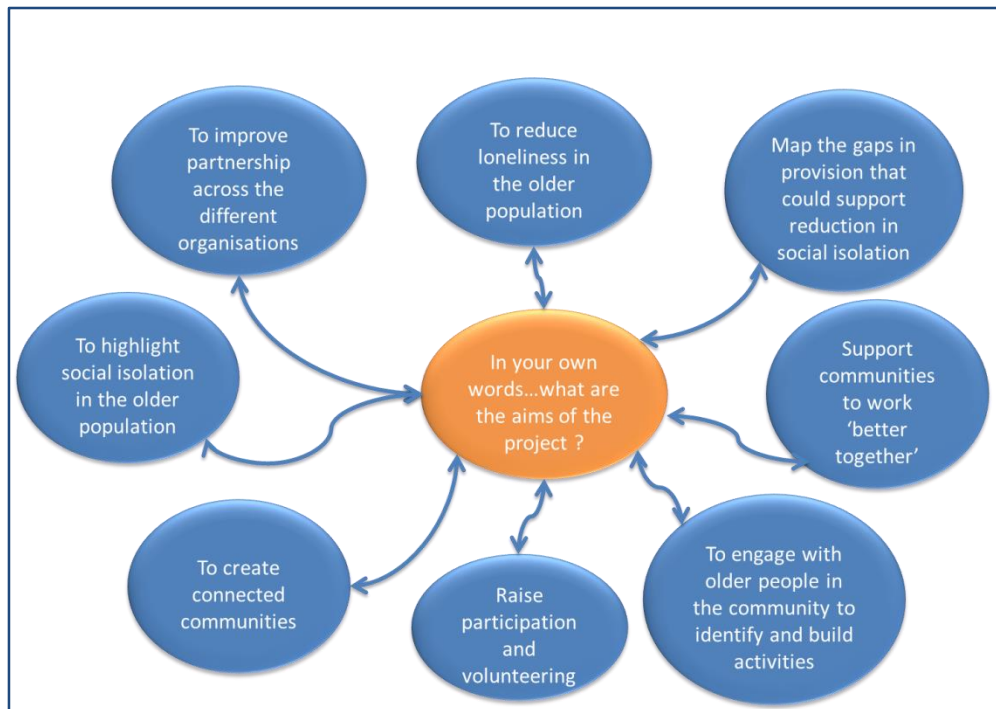 To improve
partnership
across the
different
organisations
To reduce
loneliness in
the older
population
Map the gaps in
provision that
could support
reduction in
social isolation
To highlight
social isolation
in the older
population
In your own
words…what are
the aims of the
project ?
Support
communities
to work
‘better
together’
To create
connected
communities
Raise
participation
and
volunteering
To engage with
older people in
the community to
identify and build
activities